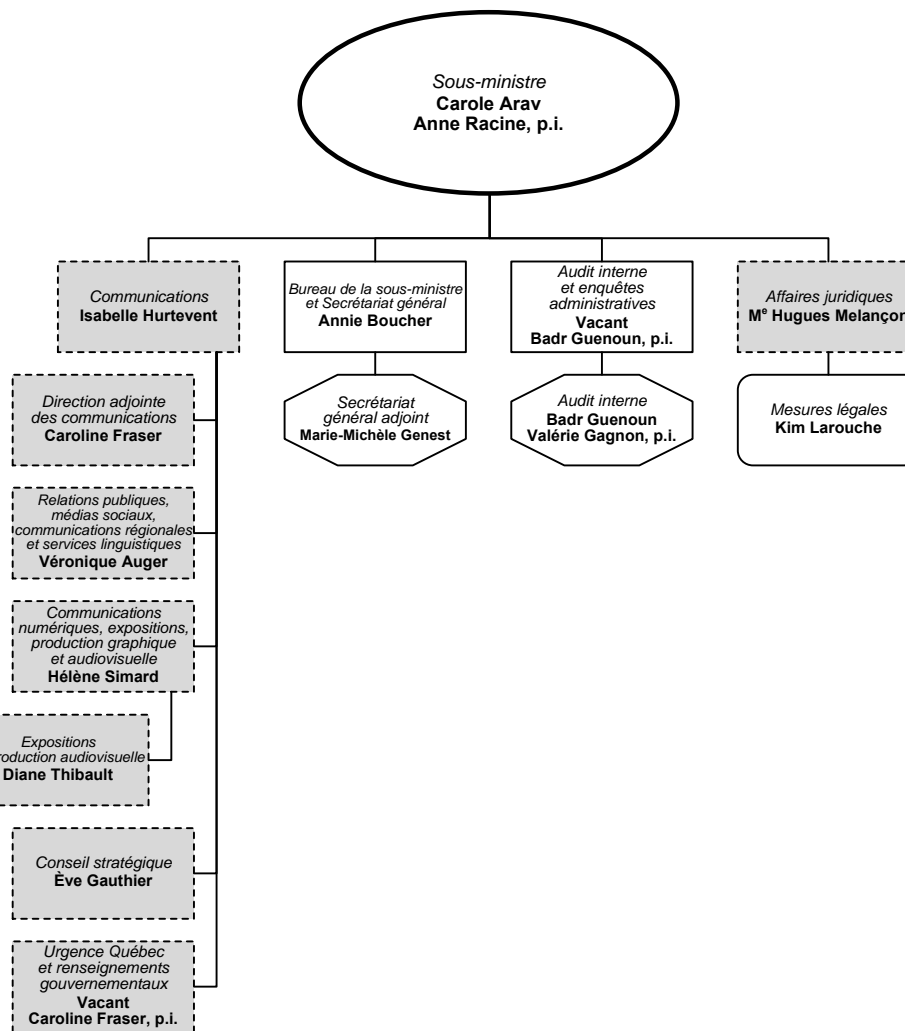 Sous-ministre
Carole Arav
Anne Racine, p.i.
Communications
Isabelle Hurtevent
Bureau de la sous-ministre
et Secrétariat général
Annie Boucher
Audit interne
et enquêtes
administratives
Vacant
Badr Guenoun, p.i.
Affaires juridiques
Me Hugues Melançon
Direction adjointe
des communications
Caroline Fraser
Secrétariat
général adjoint
Marie-Michèle Genest
Audit interne
Badr Guenoun
Valérie Gagnon, p.i.
Mesures légales
Kim Larouche
Relations publiques,
médias sociaux,
communications régionales
et services linguistiques
Véronique Auger
Communications
numériques, expositions,
production graphique
et audiovisuelle
Hélène Simard
Expositions
production audiovisuelle
Diane Thibault
Conseil stratégique
Ève Gauthier
Urgence Québec
et renseignements
gouvernementaux
Vacant
Caroline Fraser, p.i.